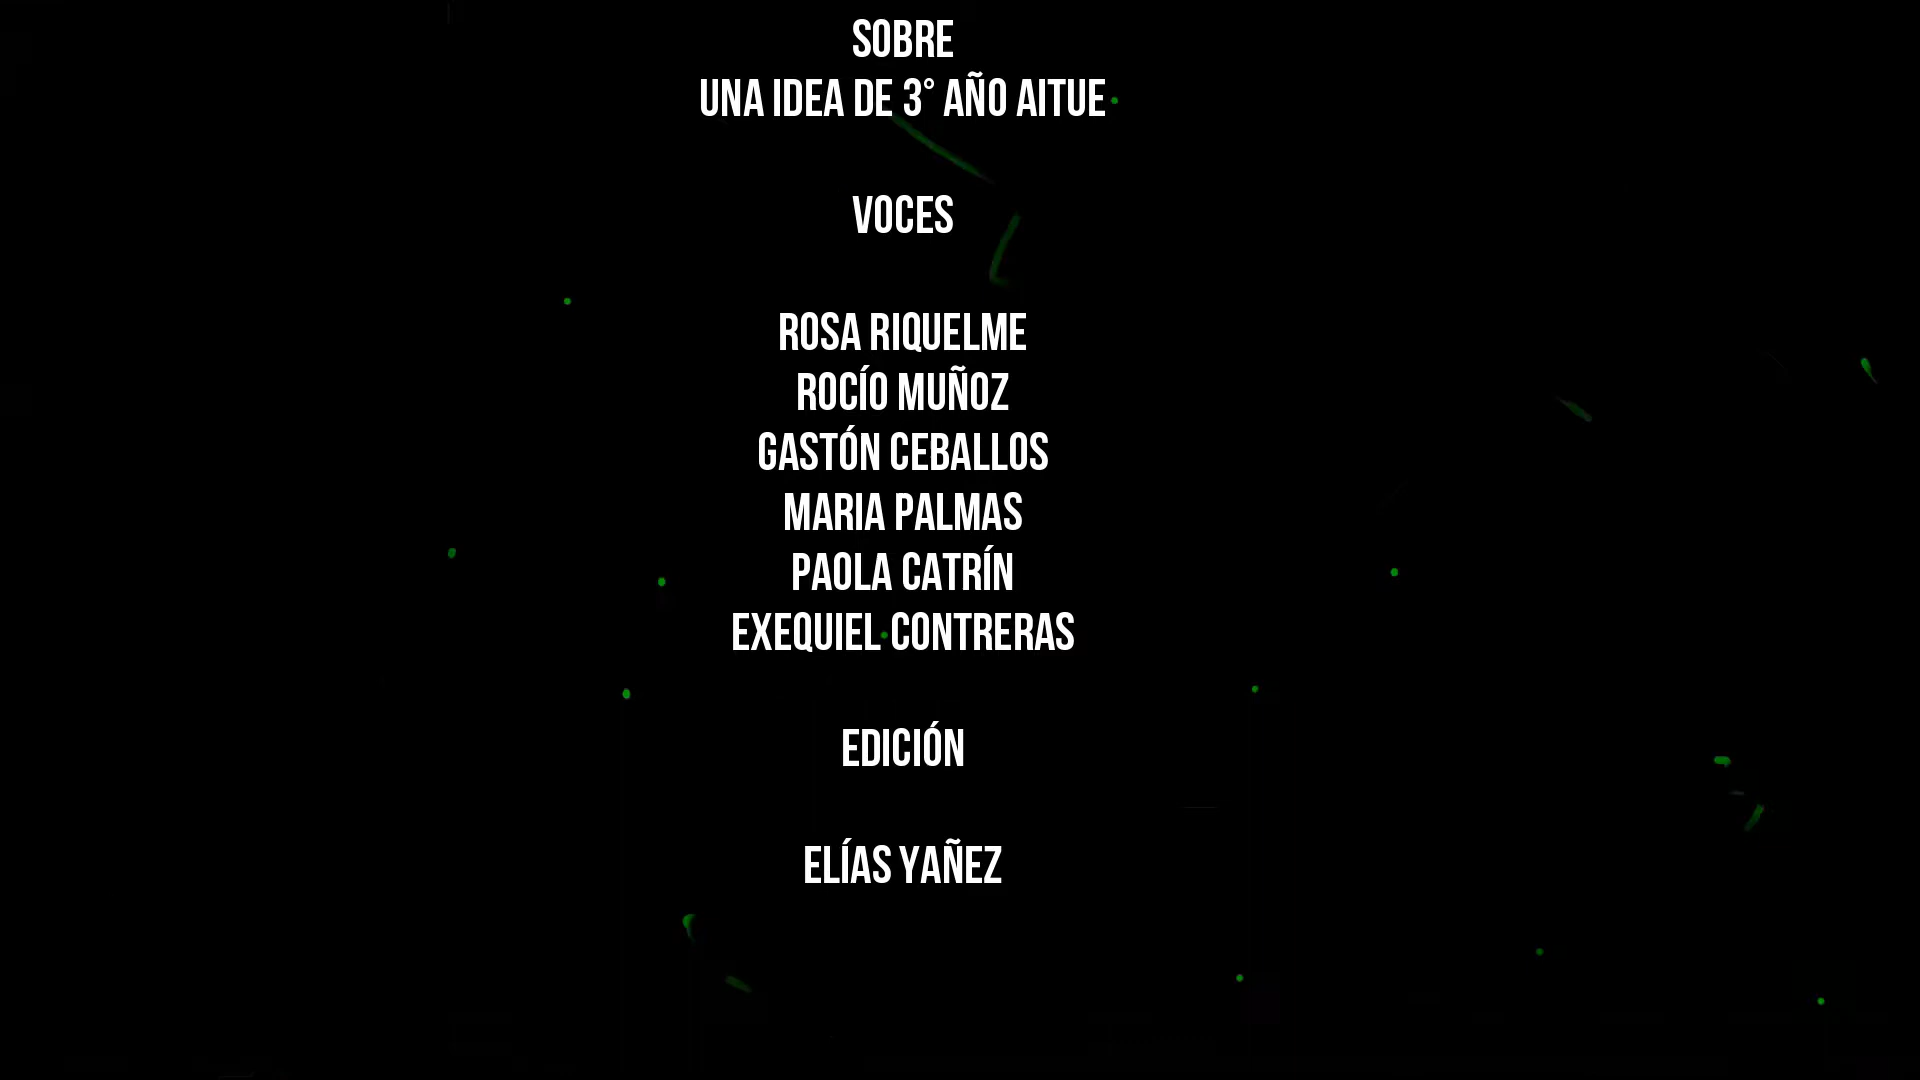 SOBRE
UNA IDEA DE 3° AÑO AITUE
VOCES
ROSA RIQUELME
ROCÍO MUÑOZ
GASTÓN CEBALLOS
MARIA PALMAS
PAOLA CATRÍN
EXEQUIEL CONTRERAS
EDICIÓN
ELÍAS YAÑEZ